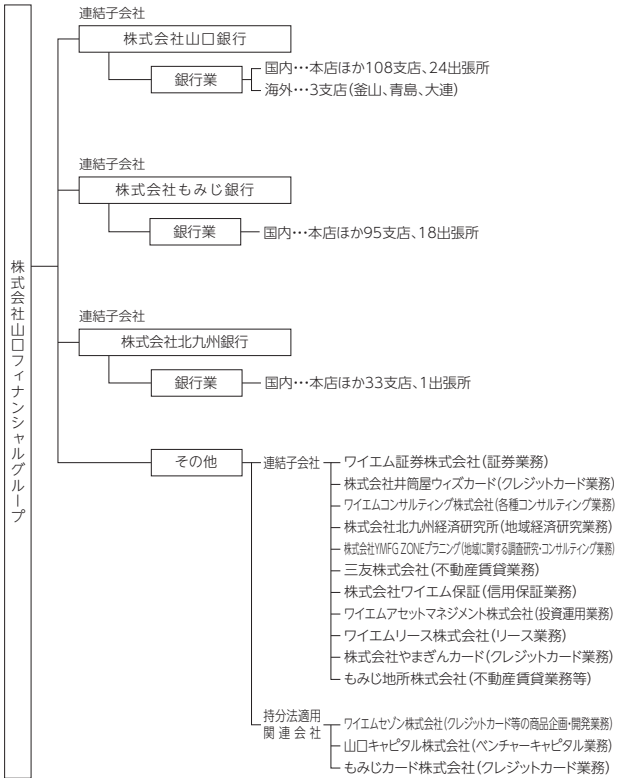 株式会社山口フィナンシャルグループ
連結子会社
株式会社山口銀行
銀行業
国内…本店ほか108支店、24出張所
海外…3支店(釜山、青島、大連)
連結子会社
株式会社もみじ銀行
銀行業
国内…本店ほか95支店、18出張所
連結子会社
株式会社北九州銀行
銀行業
国内…本店ほか33支店、1出張所
その他
連結子会社
ワイエム証券株式会社(証券業務)
株式会社井筒屋ウィズカード(クレジットカード業務)
ワイエムコンサルティング株式会社(各種コンサルティング業務)
株式会社北九州経済研究所(地域経済研究業務)
株式会社YMFG ZONEプラニング(地域に関する調査研究・コンサルティング業務)
三友株式会社(不動産賃貸業務)
株式会社ワイエム保証(信用保証業務)
ワイエムアセットマネジメント株式会社(投資運用業務)
ワイエムリース株式会社(リース業務)
株式会社やまぎんカード(クレジットカード業務)
もみじ地所株式会社(不動産賃貸業務等)
持分法適用
関連会社
ワイエムセゾン株式会社(クレジットカード等の商品企画・開発業務)
山口キャピタル株式会社(ベンチャーキャピタル業務)
もみじカード株式会社(クレジットカード業務)